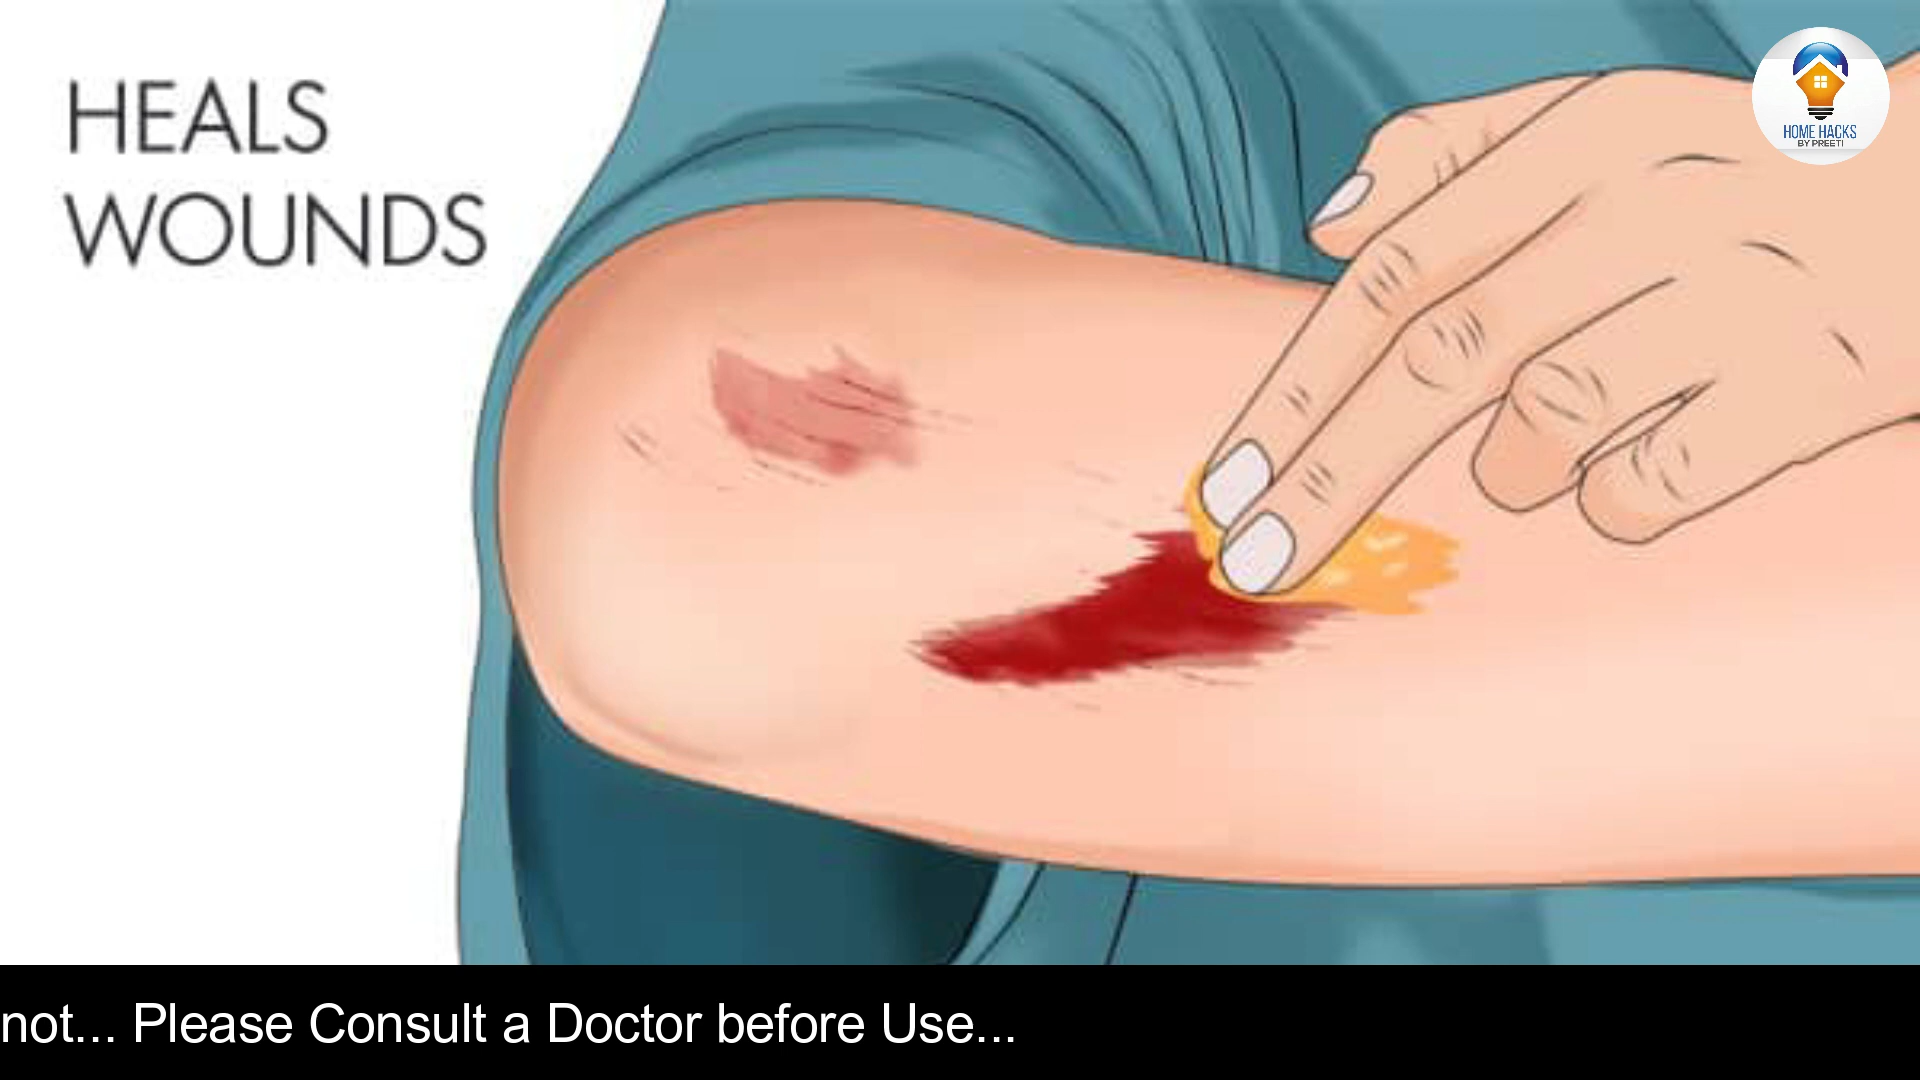 HEALS
WOUNDS
HOME HACKS
BY PREETI
not... Please Consult a Doctor before Use...